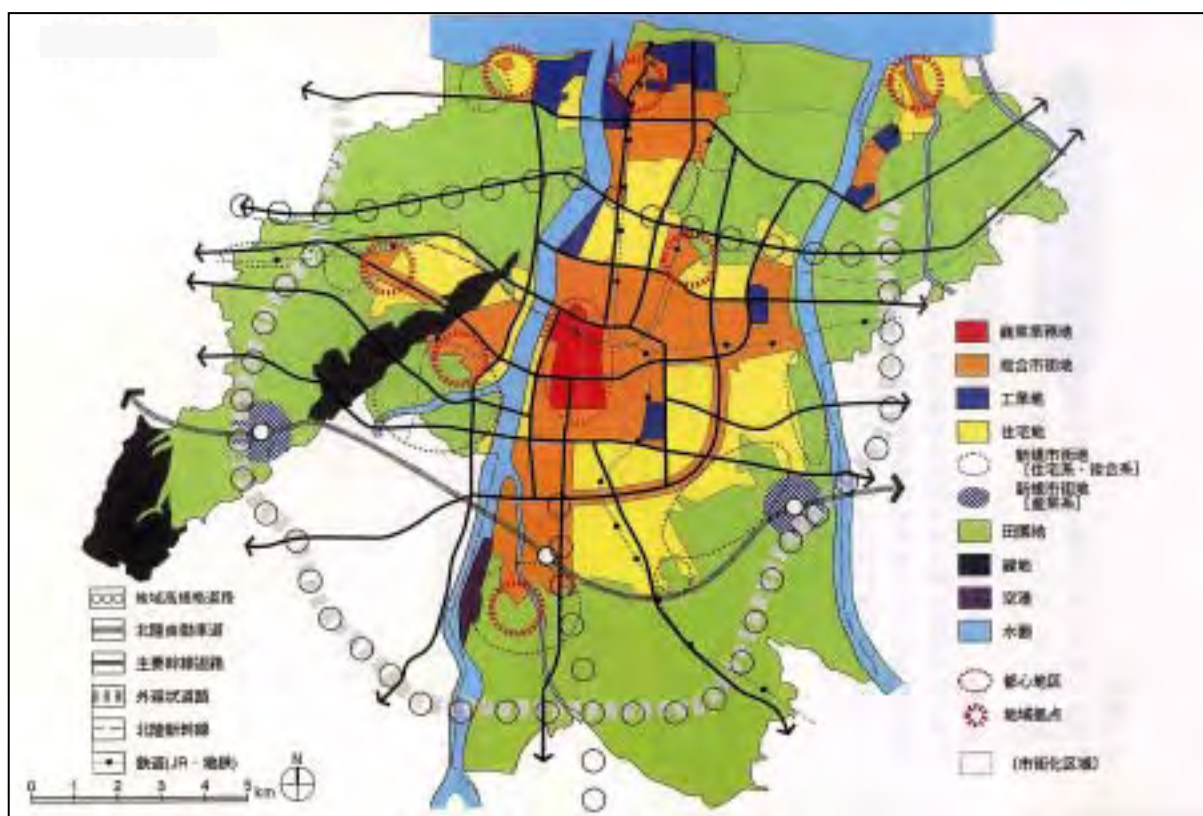 商業業務地
総合市街地
工業地
住宅地
新規市街地
［住宅系・複合系］
新規市街地
［産業系］
田園地
緑地
空港
水面
都心地区
地域拠点
（市街化区域）
地域高規格道路
北陸自動車道
主要幹線道路
外環状道路
北陸新幹線
鉄道(JR・地鉄)
N
0 1 2 3 4 5 km